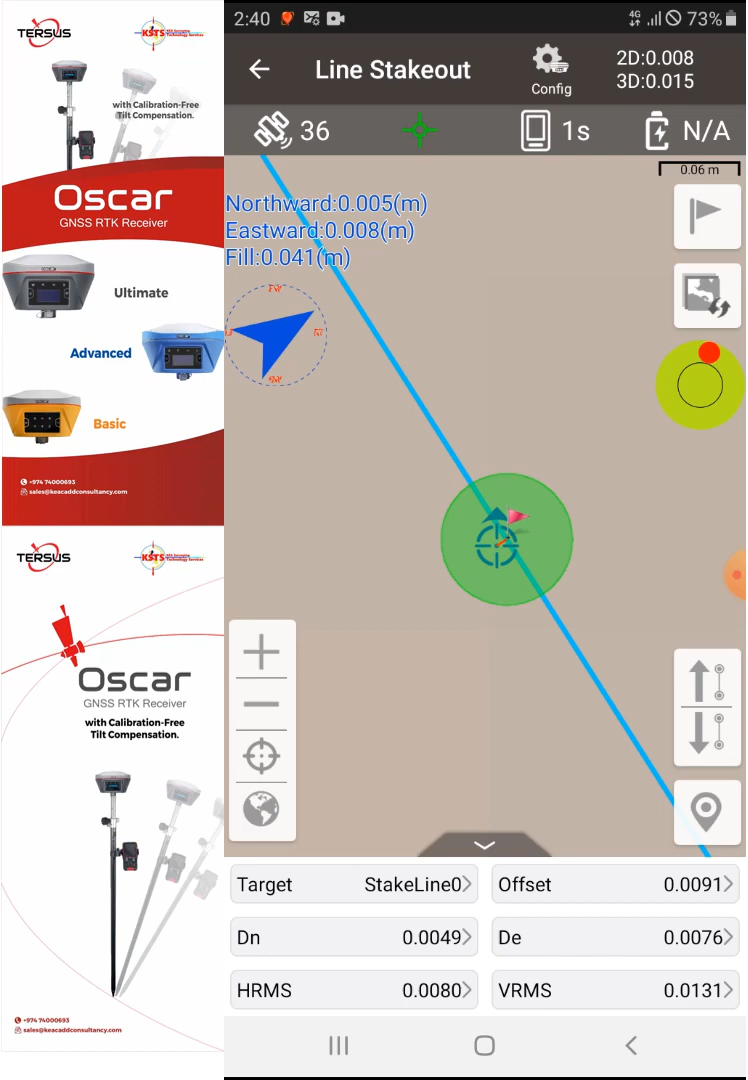 TERSUS
KSTS
with Calibration-Free
Tilt Compensation.
Oscar
GNSS RTK Receiver
Ultimate
Advanced
Basic
+974 74000693
sales@keacaddconsultancy.com
TERSUS
KSTS
Oscar
GNSS RTK Receiver
with Calibration-Free
Tilt Compensation.
+974 74000693
sales@keacaddconsultancy.com
2:40
4G
73%
Line Stakeout
Config
2D:0.008
3D:0.015
36
1s
N/A
0.06 m
Northward:0.005(m)
Eastward:0.008(m)
Fill:0.041(m)
Target StakeLine0
Offset 0.0091
Dn 0.0049
De 0.0076
HRMS 0.0080
VRMS 0.0131